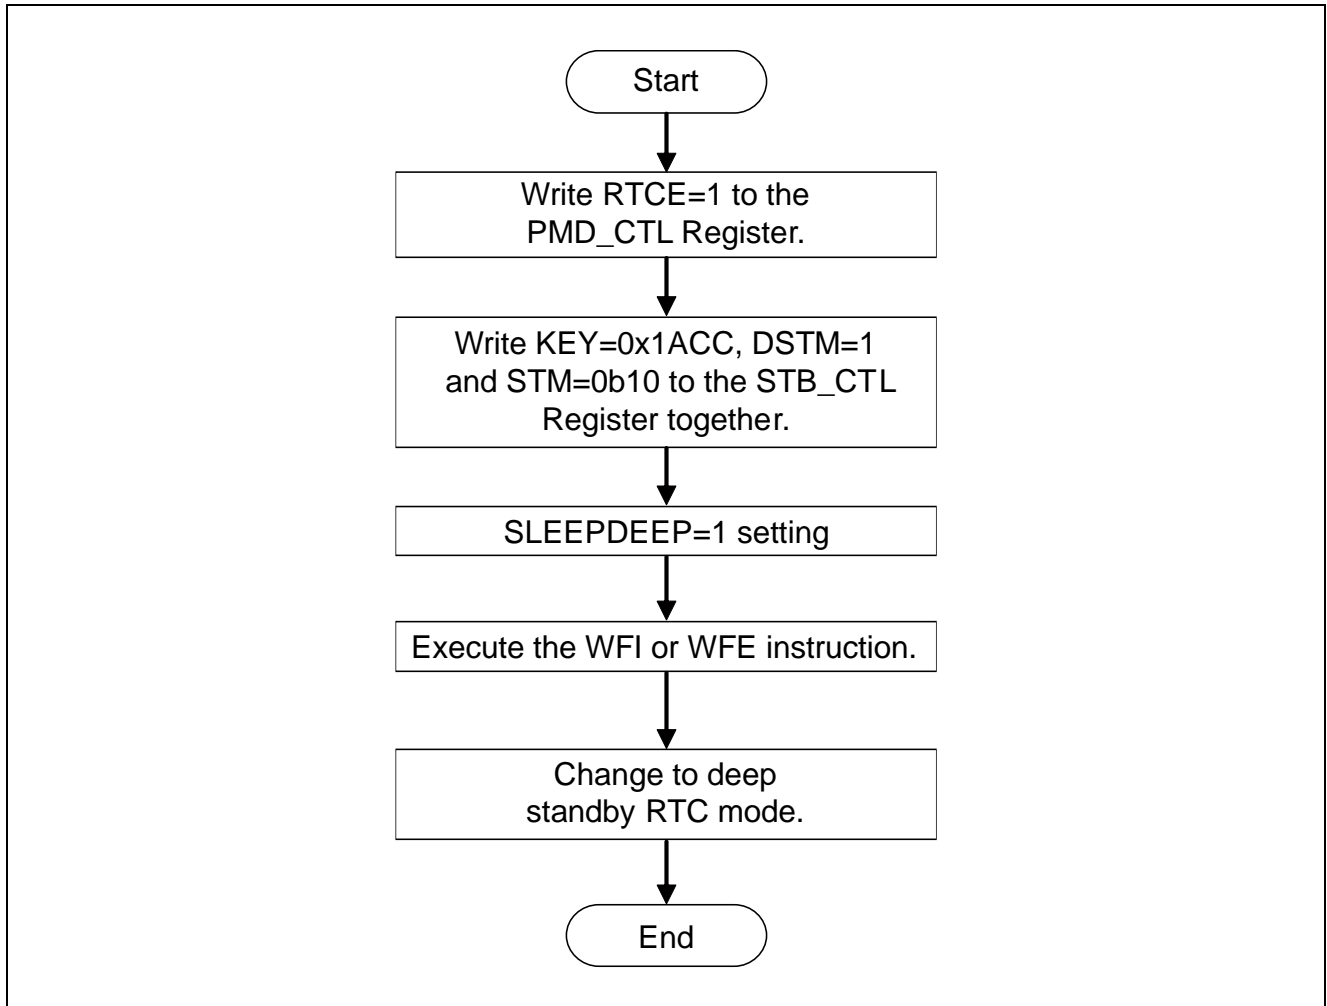 Start
Write RTCE=1 to the
PMD_CTL Register.
Write KEY=0x1ACC, DSTM=1
and STM=0b10 to the STB_CTL
Register together.
SLEEPDEEP=1 setting
Execute the WFI or WFE instruction.
Change to deep
standby RTC mode.
End